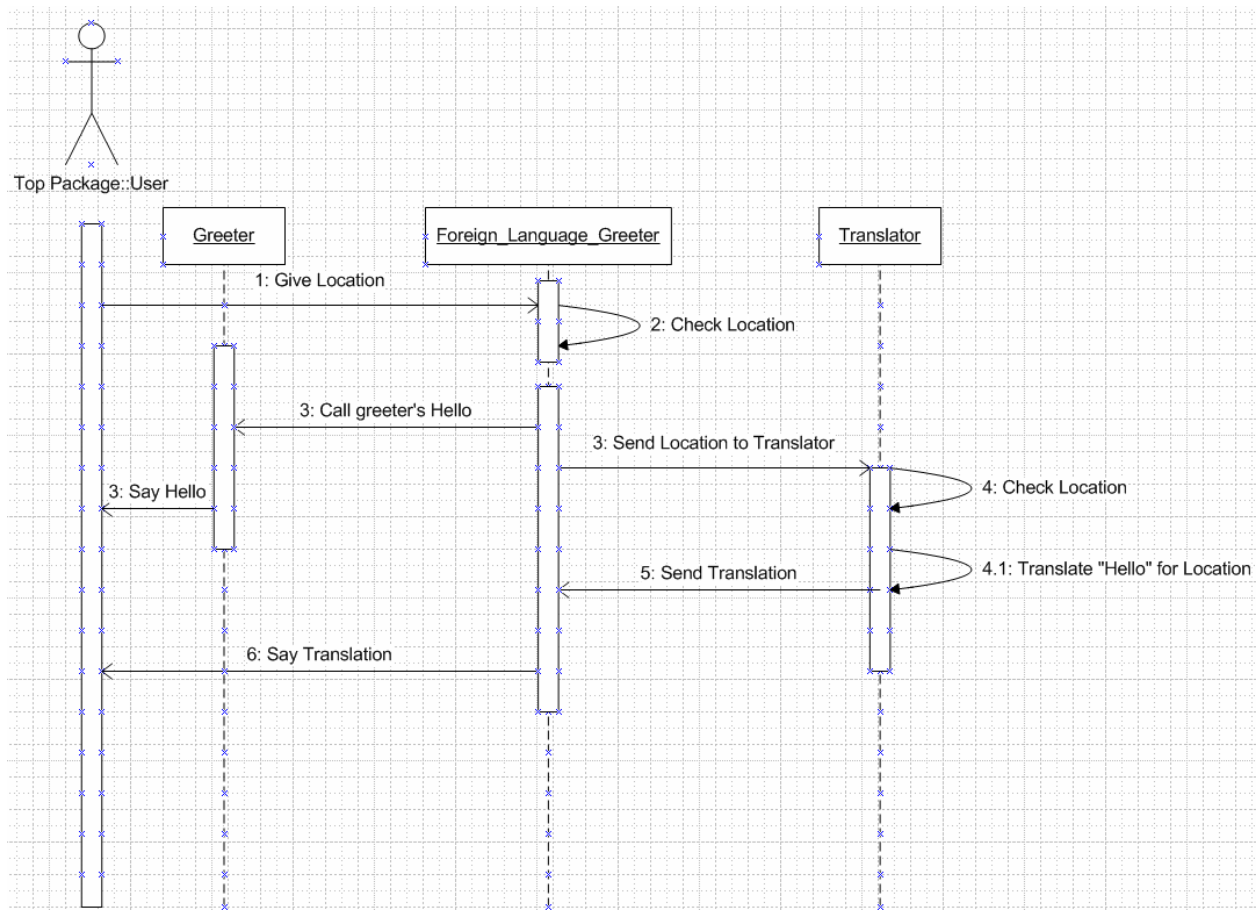 Top Package::User
Greeter
Foreign_Language_Greeter
Translator
1: Give Location
2: Check Location
3: Call greeter's Hello
3: Send Location to Translator
3: Say Hello
4: Check Location
4.1: Translate "Hello" for Location
5: Send Translation
6: Say Translation